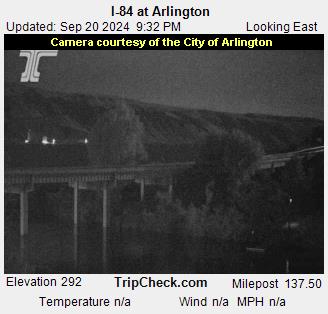 I-84 at Arlington
Updated: Sep 20 2024 9:32 PM Looking East
Camera courtesy of the City of Arlington
Elevation 292 TripCheck.com Milepost 137.50
Temperature n/a Wind n/a MPH n/a